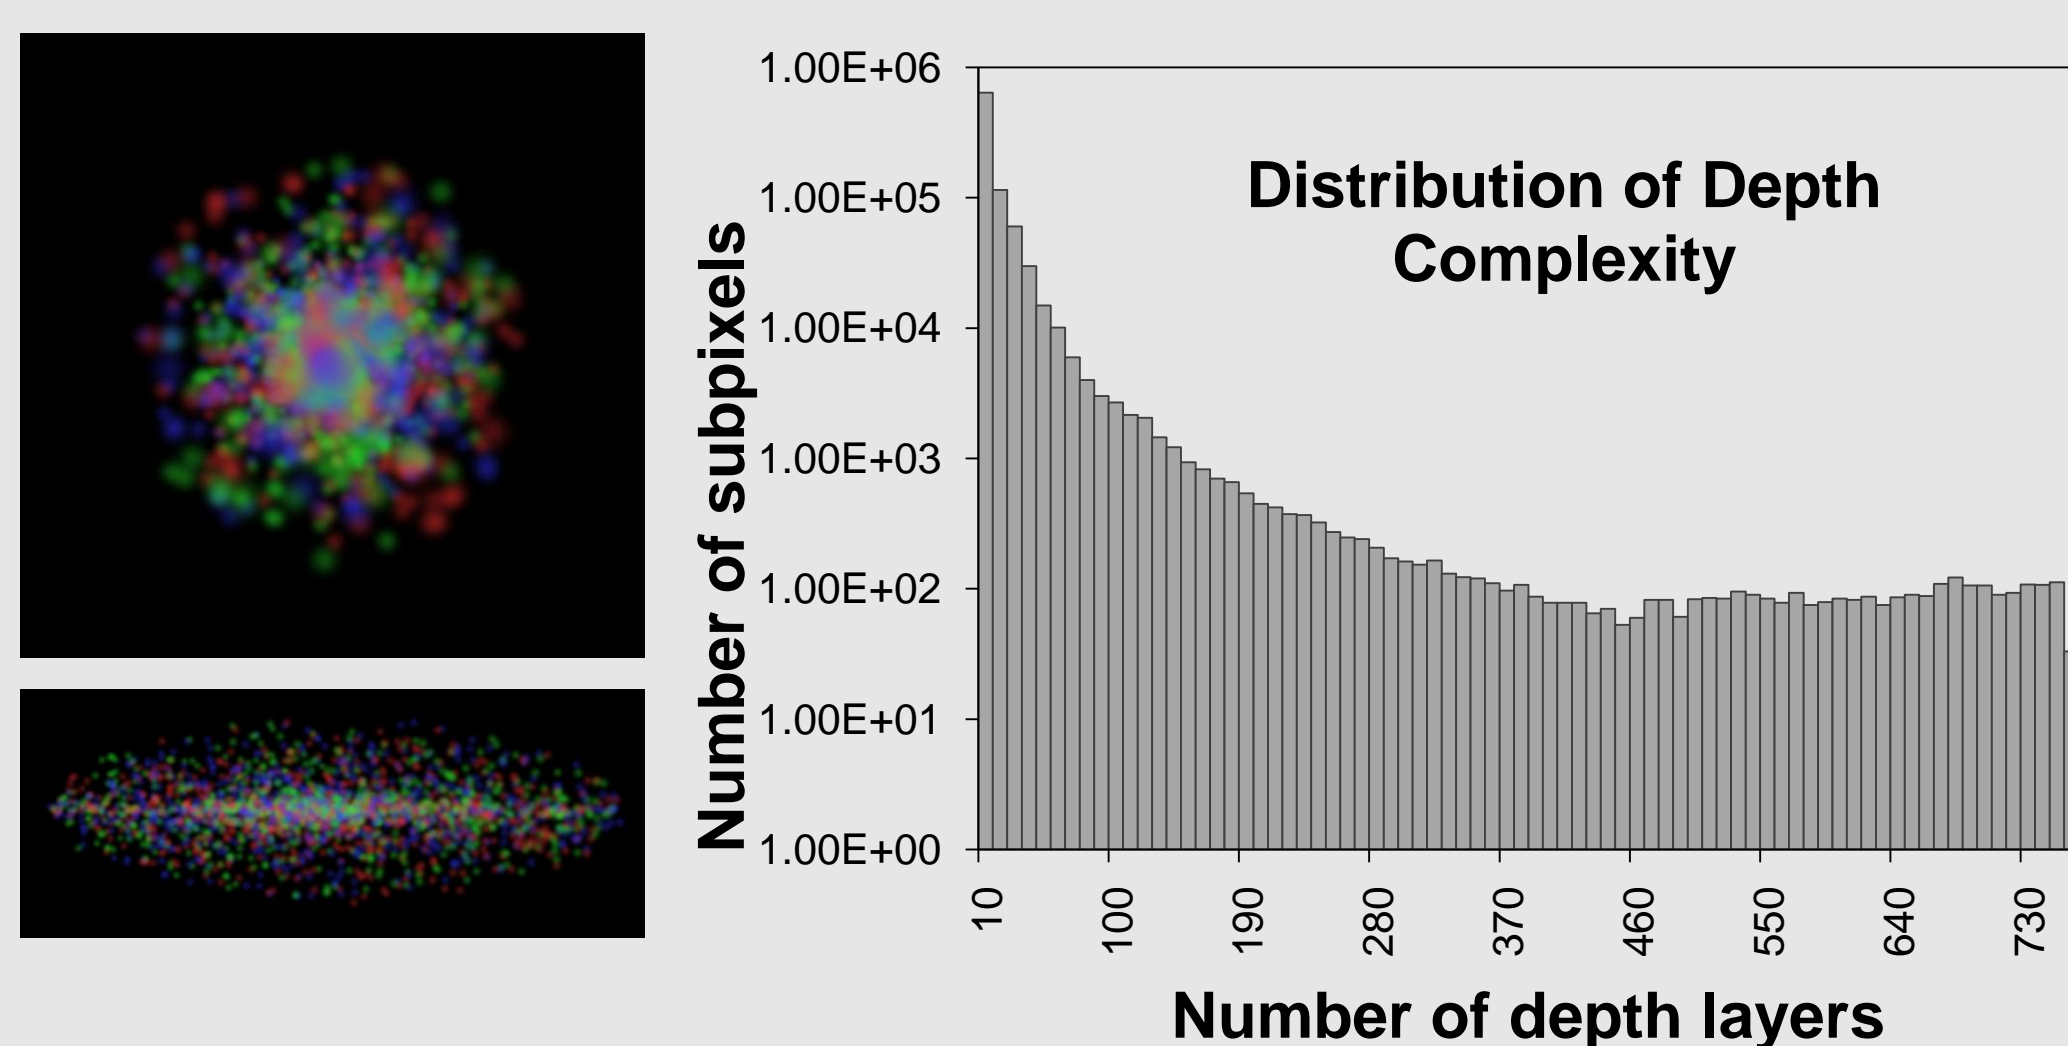 Distribution of Depth
Complexity
Number of subpixels
1.00E+06
1.00E+05
1.00E+04
1.00E+03
1.00E+02
1.00E+01
1.00E+00
10
100
190
280
370
460
550
640
730
Number of depth layers